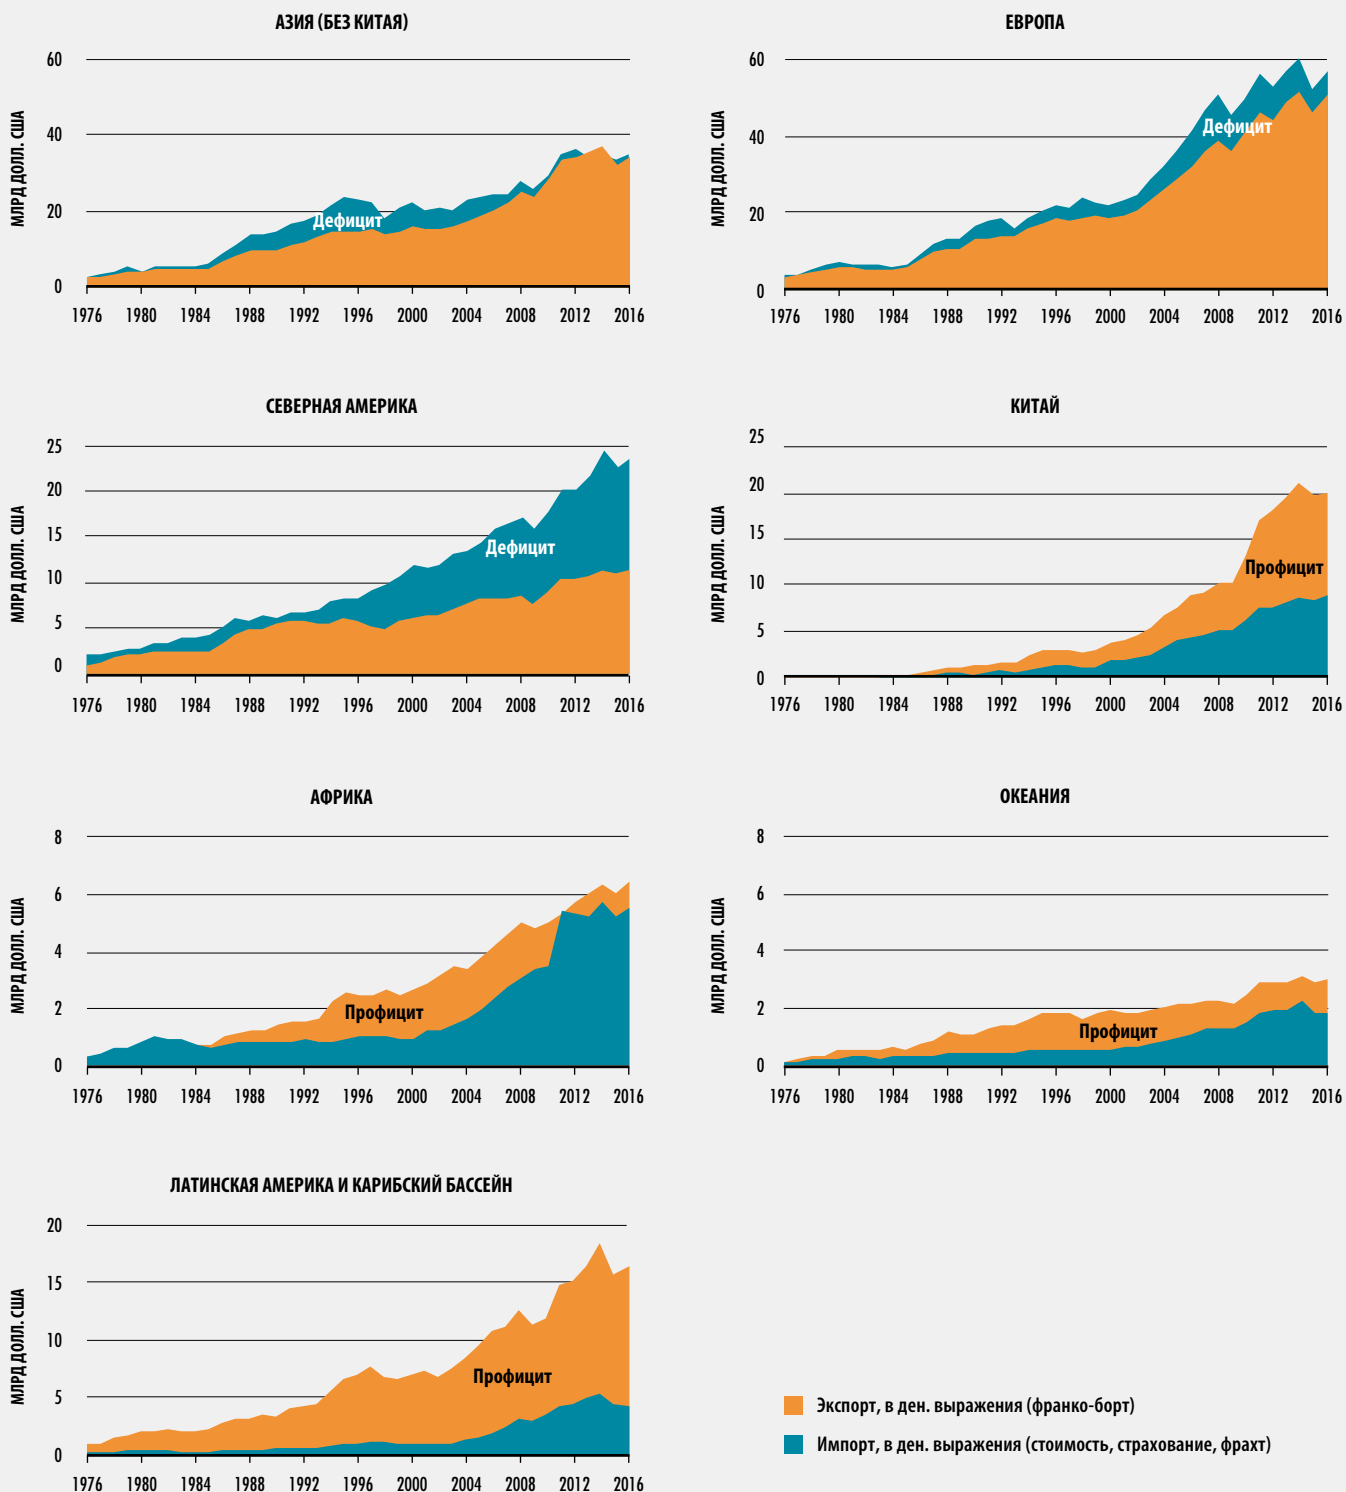 АЗИЯ (БЕЗ КИТАЯ)
МЛРД ДОЛЛ. США
60
40
20
0
Дефицит
1976 1980 1984 1988 1992 1996 2000 2004 2008 2012 2016
ЕВРОПА
60
40
20
0
Дефицит
1976 1980 1984 1988 1992 1996 2000 2004 2008 2012 2016
СЕВЕРНАЯ АМЕРИКА
МЛРД ДОЛЛ. США
25
20
15
10
5
0
Дефицит
1976 1980 1984 1988 1992 1996 2000 2004 2008 2012 2016
КИТАЙ
МЛРД ДОЛЛ. США
25
20
15
10
5
0
Профицит
1976 1980 1984 1988 1992 1996 2000 2004 2008 2012 2016
АФРИКА
МЛРД ДОЛЛ. США
8
6
4
2
0
Профицит
1976 1980 1984 1988 1992 1996 2000 2004 2008 2012 2016
ОКЕАНИЯ
МЛРД ДОЛЛ. США
8
6
4
2
0
Профицит
1976 1980 1984 1988 1992 1996 2000 2004 2008 2012 2016
ЛАТИНСКАЯ АМЕРИКА И КАРИБСКИЙ БАССЕЙН
МЛРД ДОЛЛ. США
20
15
10
5
0
Профицит
1976 1980 1984 1988 1992 1996 2000 2004 2008 2012 2016
Экспорт, в ден. выражения (франко-борт)
Импорт, в ден. выражения (стоимость, страхование, фрахт)
МЛРД ДОЛЛ. США